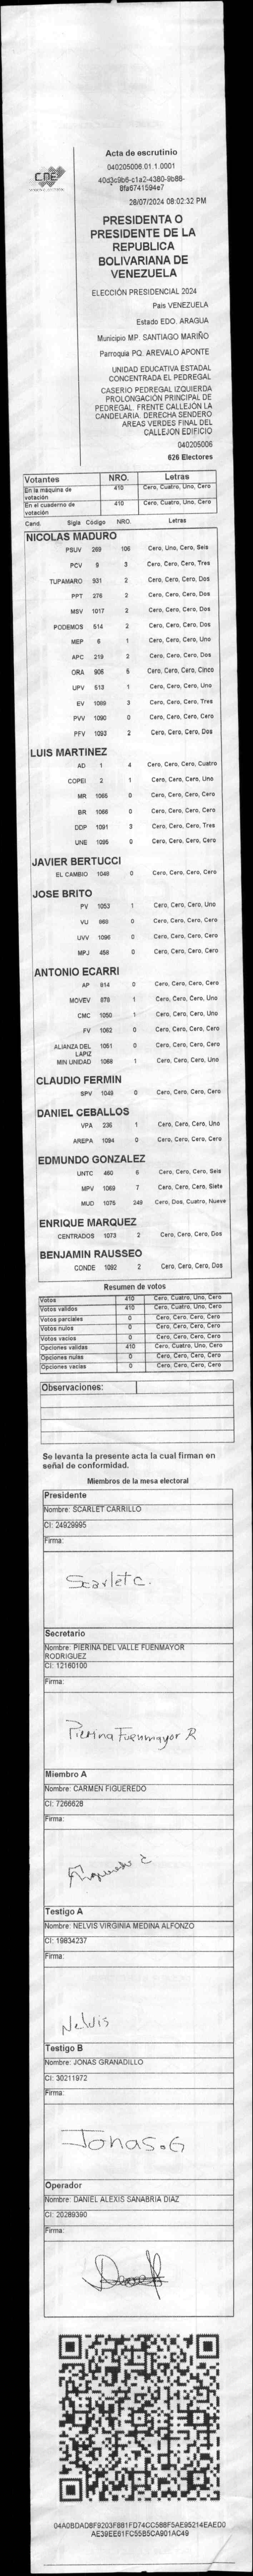 Acta de escrutinio
CNE
040205006.01.1.0001
40d3c9b6-c1a2-4380-9b88-
8fa6741594e7
28/07/2024 08:02:32 PM
PRESIDENTA O
PRESIDENTE DE LA
REPUBLICA
BOLIVARIANA DE
VENEZUELA
ELECCIÓN PRESIDENCIAL 2024
País VENEZUELA
Estado EDO. ARAGUA
Municipio MP. SANTIAGO MARIÑO
Parroquia PQ. AREVALO APONTE
UNIDAD EDUCATIVA ESTADAL
CONCENTRADA EL PEDREGAL
CASERIO PEDREGAL IZQUIERDA
PROLONGACIÓN PRINCIPAL DE
PEDREGAL. FRENTE CALLEJÓN LA
CANDELARIA. DERECHA SENDERO
AREAS VERDES FINAL DEL
CALLEJON EDIFICIO
040205006
626 Electores
Votantes NRO. Letras
En la máquina de votación 410 Cero, Cuatro, Uno, Cero
En el cuaderno de votación 410 Cero, Cuatro, Uno, Cero
Cand. Sigla Código NRO. Letras
NICOLAS MADURO
PSUV 269 106 Cero, Uno, Cero, Seis
PCV 9 3 Cero, Cero, Cero, Tres
TUPAMARO 931 2 Cero, Cero, Cero, Dos
PPT 278 2 Cero, Cero, Cero, Dos
MSV 1017 2 Cero, Cero, Cero, Dos
PODEMOS 514 2 Cero, Cero, Cero, Dos
MEP 6 1 Cero, Cero, Cero, Uno
APC 219 2 Cero, Cero, Cero, Dos
ORA 905 5 Cero, Cero, Cero, Cinco
UPV 513 1 Cero, Cero, Cero, Uno
EV 1089 3 Cero, Cero, Cero, Tres
PVV 1090 0 Cero, Cero, Cero, Cero
PFV 1093 2 Cero, Cero, Cero, Dos
LUIS MARTINEZ
AD 1 4 Cero, Cero, Cero, Cuatro
COPEI 2 1 Cero, Cero, Cero, Uno
MR 1065 0 Cero, Cero, Cero, Cero
BR 1066 0 Cero, Cero, Cero, Cero
DDP 1091 3 Cero, Cero, Cero, Tres
UNE 1095 0 Cero, Cero, Cero, Cero
JAVIER BERTUCCI
EL CAMBIO 1048 0 Cero, Cero, Cero, Cero
JOSE BRITO
PV 1053 1 Cero, Cero, Cero, Uno
VU 968 0 Cero, Cero, Cero, Cero
UVV 1096 0 Cero, Cero, Cero, Cero
MPJ 458 0 Cero, Cero, Cero, Cero
ANTONIO ECARRI
AP 914 0 Cero, Cero, Cero, Cero
MOVEV 878 1 Cero, Cero, Cero, Uno
CMC 1050 1 Cero, Cero, Cero, Uno
FV 1062 0 Cero, Cero, Cero, Cero
ALIANZA DEL LAPIZ 1051 0 Cero, Cero, Cero, Cero
MIN UNIDAD 1068 1 Cero, Cero, Cero, Uno
CLAUDIO FERMIN
SPV 1049 0 Cero, Cero, Cero, Cero
DANIEL CEBALLOS
VPA 235 1 Cero, Cero, Cero, Uno
AREPA 1094 0 Cero, Cero, Cero, Cero
EDMUNDO GONZALEZ
UNTC 460 6 Cero, Cero, Cero, Seis
MPV 1069 7 Cero, Cero, Cero, Siete
MUD 1075 249 Cero, Dos, Cuatro, Nueve
ENRIQUE MARQUEZ
CENTRADOS 1073 2 Cero, Cero, Cero, Dos
BENJAMIN RAUSSEO
CONDE 1092 2 Cero, Cero, Cero, Dos
Resumen de votos
Votos 410 Cero, Cuatro, Uno, Cero
Votos validos 410 Cero, Cuatro, Uno, Cero
Votos parciales 0 Cero, Cero, Cero, Cero
Votos nulos 0 Cero, Cero, Cero, Cero
Votos vacios 0 Cero, Cero, Cero, Cero
Opciones validas 410 Cero, Cuatro, Uno, Cero
Opciones nulas 0 Cero, Cero, Cero, Cero
Opciones vacias 0 Cero, Cero, Cero, Cero
Observaciones:
Se levanta la presente acta la cual firman en
señal de conformidad.
Miembros de la mesa electoral
Presidente
Nombre: SCARLET CARRILLO
CI: 24929995
Firma:
Scarlet C.
Secretario
Nombre: PIERINA DEL VALLE FUENMAYOR
RODRIGUEZ
CI: 12160100
Firma:
Pierina Fuenmayor R
Miembro A
Nombre: CARMEN FIGUEREDO
CI: 7266628
Firma:
Testigo A
Nombre: NELVIS VIRGINIA MEDINA ALFONZO
CI: 19834237
Firma:
Nelvis
Testigo B
Nombre: JONAS GRANADILLO
CI: 30211972
Firma:
Jonas.G
Operador
Nombre: DANIEL ALEXIS SANABRIA DIAZ
CI: 20289390
Firma:
04A0BDAD8F9203F881FD74CC588F5AE95214EAED0
AE39EE61FC55B5CA901AC49